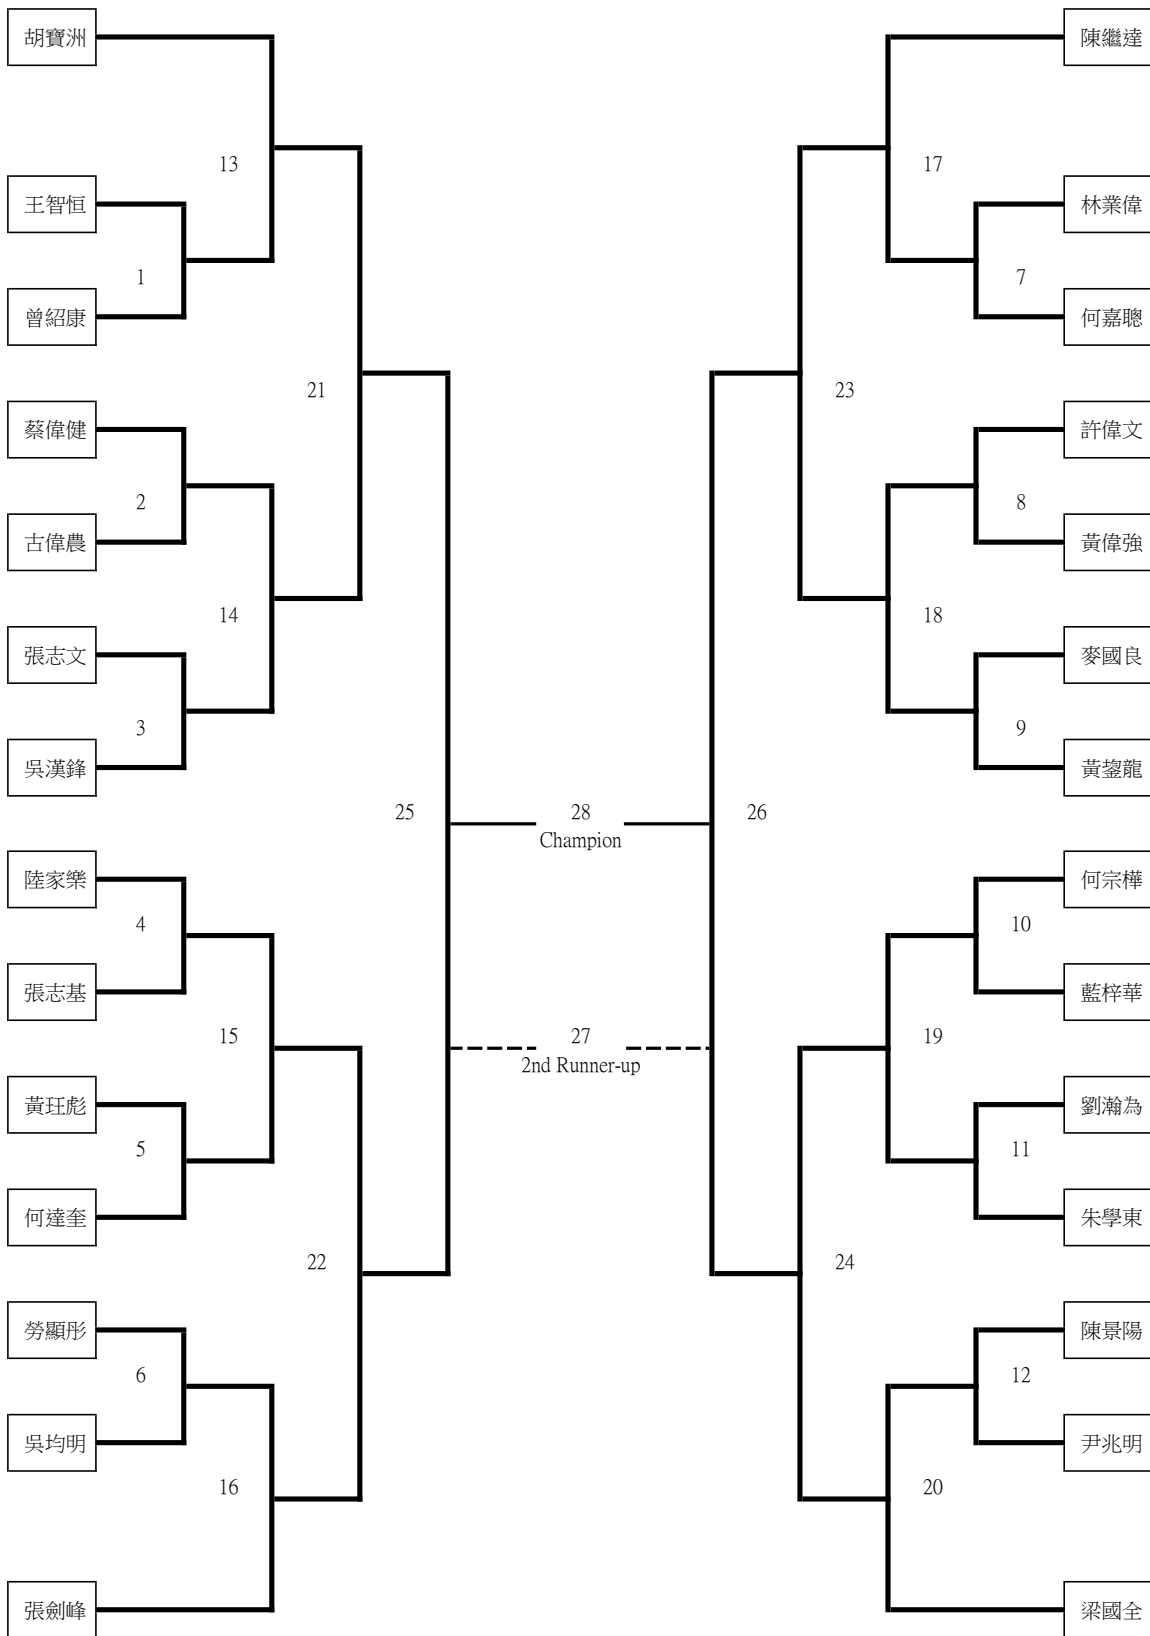 胡寶洲
陳繼達
13
17
王智恒
林業偉
1
7
曾紹康
何嘉聰
21
23
蔡偉健
許偉文
2
8
古偉農
黃偉強
14
18
張志文
麥國良
3
9
吳漢鋒
黃鋆龍
25
28
26
Champion
陸家樂
何宗樺
4
10
張志基
藍梓華
15
27
19
2nd Runner-up
黃玨彪
劉瀚為
5
11
何達奎
朱學東
22
24
勞顯彤
陳景陽
6
12
吳均明
尹兆明
16
20
張劍峰
梁國全